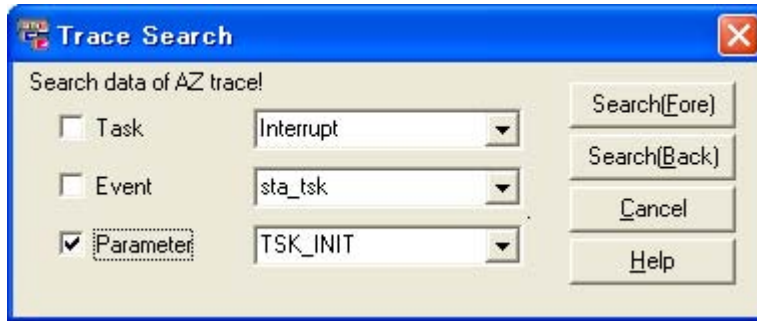 Trace Search
Search data of AZ trace!
Task
Interrupt
Event
sta_tsk
Parameter
TSK_INIT
Search(Fore)
Search(Back)
Cancel
Help